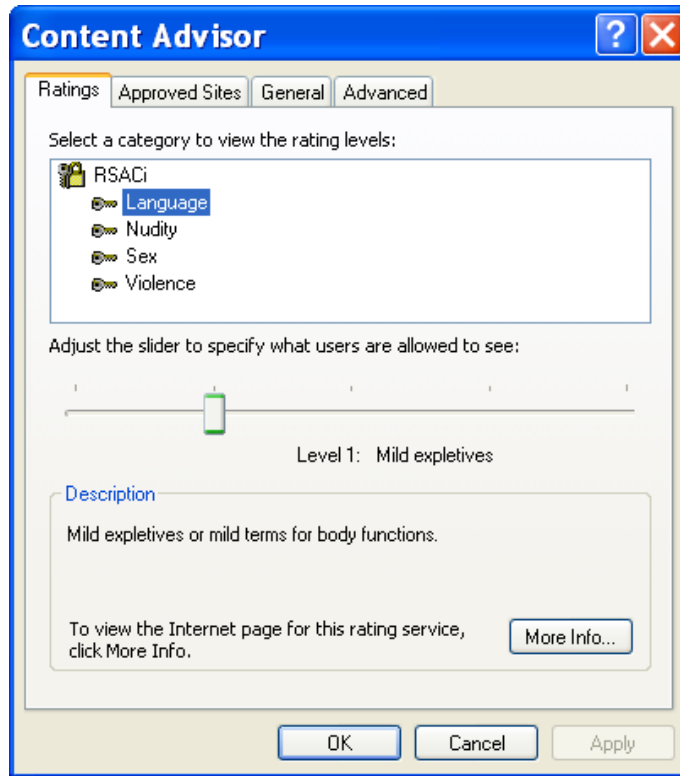 Content Advisor
Ratings Approved Sites General Advanced
Select a category to view the rating levels:
RSACi
Language
Nudity
Sex
Violence
Adjust the slider to specify what users are allowed to see:
Level 1: Mild expletives
Description
Mild expletives or mild terms for body functions.
To view the Internet page for this rating service,
click More Info.
More Info...
OK Cancel Apply